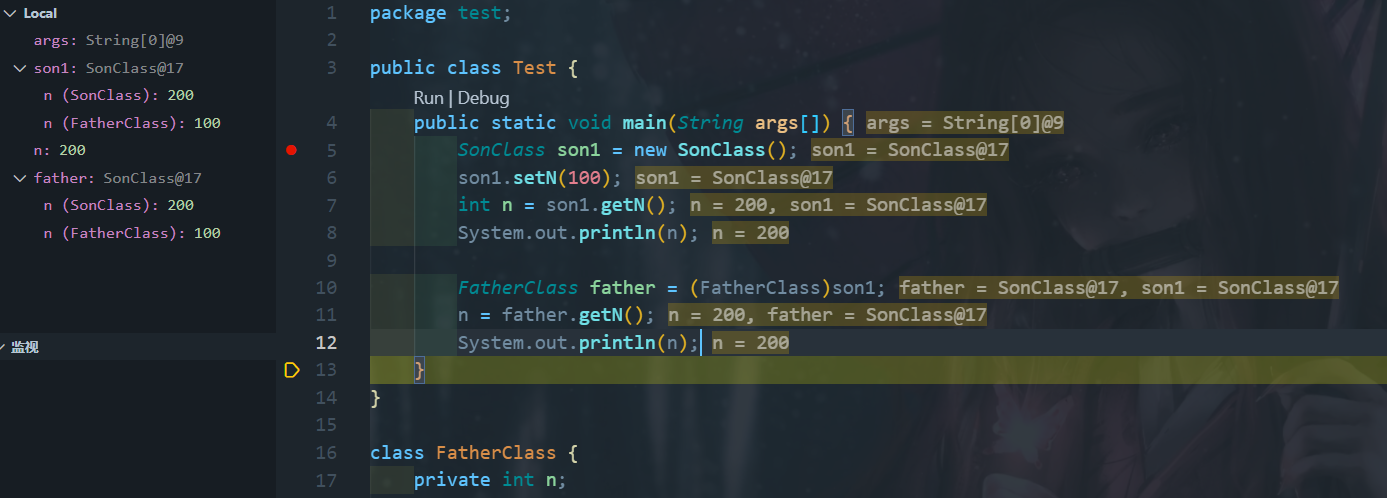 Local
args: String[0]@9
son1: SonClass@17
n (SonClass): 200
n (FatherClass): 100
n: 200
father: SonClass@17
n (SonClass): 200
n (FatherClass): 100
监视
1 package test;
2
3 public class Test {
Run | Debug
4 public static void main(String args[]) { args = String[0]@9
5 SonClass son1 = new SonClass(); son1 = SonClass@17
6 son1.setN(100); son1 = SonClass@17
7 int n = son1.getN(); n = 200, son1 = SonClass@17
8 System.out.println(n); n = 200
9
10 FatherClass father = (FatherClass)son1; father = SonClass@17, son1 = SonClass@17
11 n = father.getN(); n = 200, father = SonClass@17
12 System.out.println(n); n = 200
13 }
14 }
15
16 class FatherClass {
17 private int n;